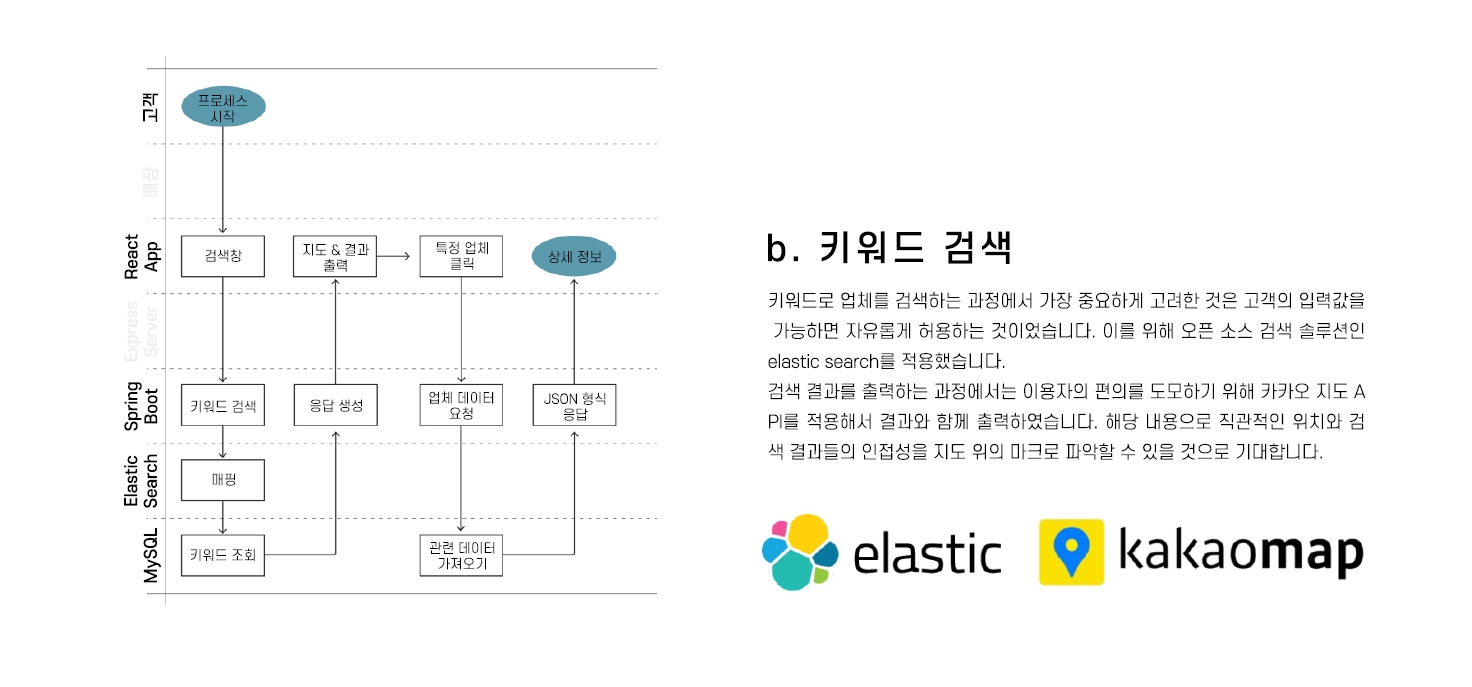 고객
프로세스
시작
매장
React
App
검색창
지도 & 결과
출력
특정 업체
클릭
상세 정보
Express
Server
Spring
Boot
키워드 검색
응답 생성
업체 데이터
요청
JSON 형식
응답
Elastic
Search
매핑
MySQL
키워드 조회
관련 데이터
가져오기
b. 키워드 검색
키워드로 업체를 검색하는 과정에서 가장 중요하게 고려한 것은 고객의 입력값을
가능하면 자유롭게 허용하는 것이었습니다. 이를 위해 오픈 소스 검색 솔루션인
elastic search를 적용했습니다.
검색 결과를 출력하는 과정에서는 이용자의 편의를 도모하기 위해 카카오 지도 A
PI를 적용해서 결과와 함께 출력하였습니다. 해당 내용으로 직관적인 위치와 검
색 결과들의 인접성을 지도 위의 마크로 파악할 수 있을 것으로 기대합니다.
elastic
kakaomap